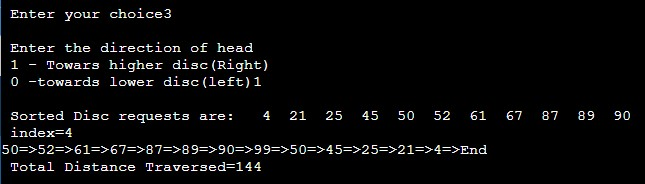 Enter your choice3
Enter the direction of head
1 - Towars higher disc(Right)
0 -towards lower disc(left)1
Sorted Disc requests are: 4 21 25 45 50 52 61 67 87 89 90
index=4
50=>52=>61=>67=>87=>89=>90=>99=>50=>45=>25=>21=>4=>End
Total Distance Traversed=144